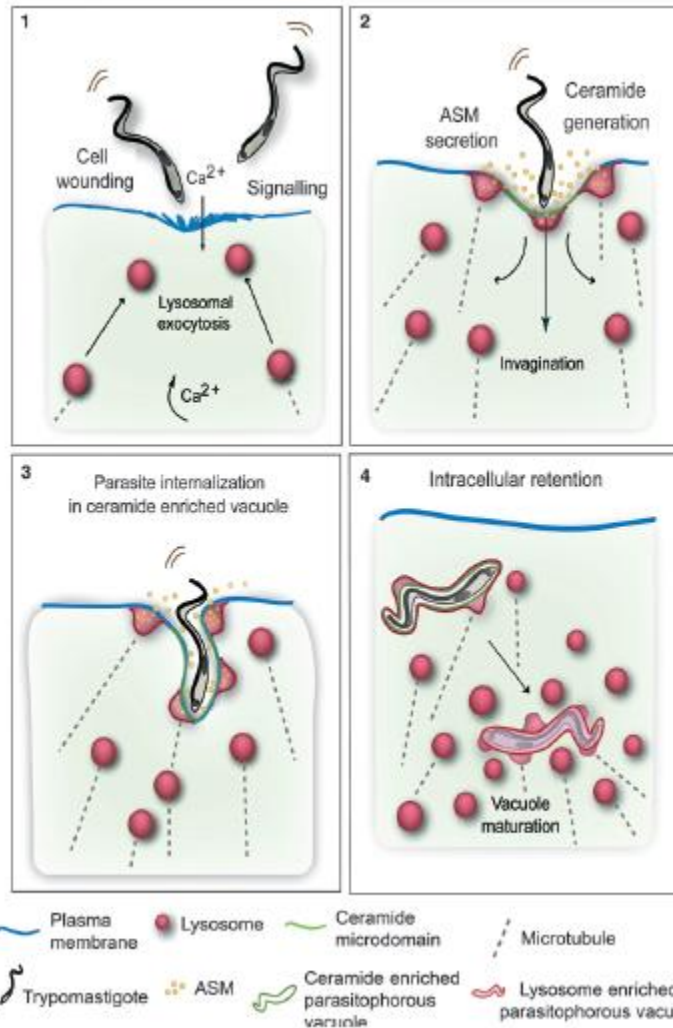 1
Cell
wounding
Ca2+
Signalling
Lysosomal
exocytosis
Ca2+
2
ASM
secretion
Ceramide
generation
Invagination
3
Parasite internalization
in ceramide enriched vacuole
4
Intracellular retention
Vacuole
maturation
Plasma
membrane
Lysosome
Ceramide
microdomain
Microtubule
Trypomastigote
ASM
Ceramide enriched
parasitophorous
vacuole
Lysosome enriched
parasitophorous vacu